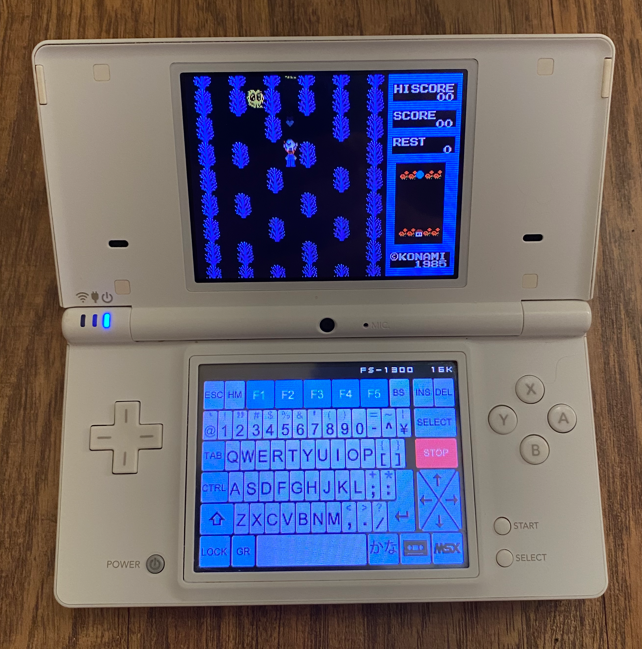 HISCORE
00
SCORE
00
REST
0
©KONAMI
1985
MIC
FS-1300 16K
ESC HM F1 F2 F3 F4 F5 BS INS DEL
@ 1 2 3 4 5 6 7 8 9 0 - ^ ¥ SELECT
TAB Q W E R T Y U I O P [ ] STOP
CTRL A S D F G H J K L ; :
Z X C V B N M , . /
LOCK GR かな MSX
X
Y A
B
START
SELECT
POWER